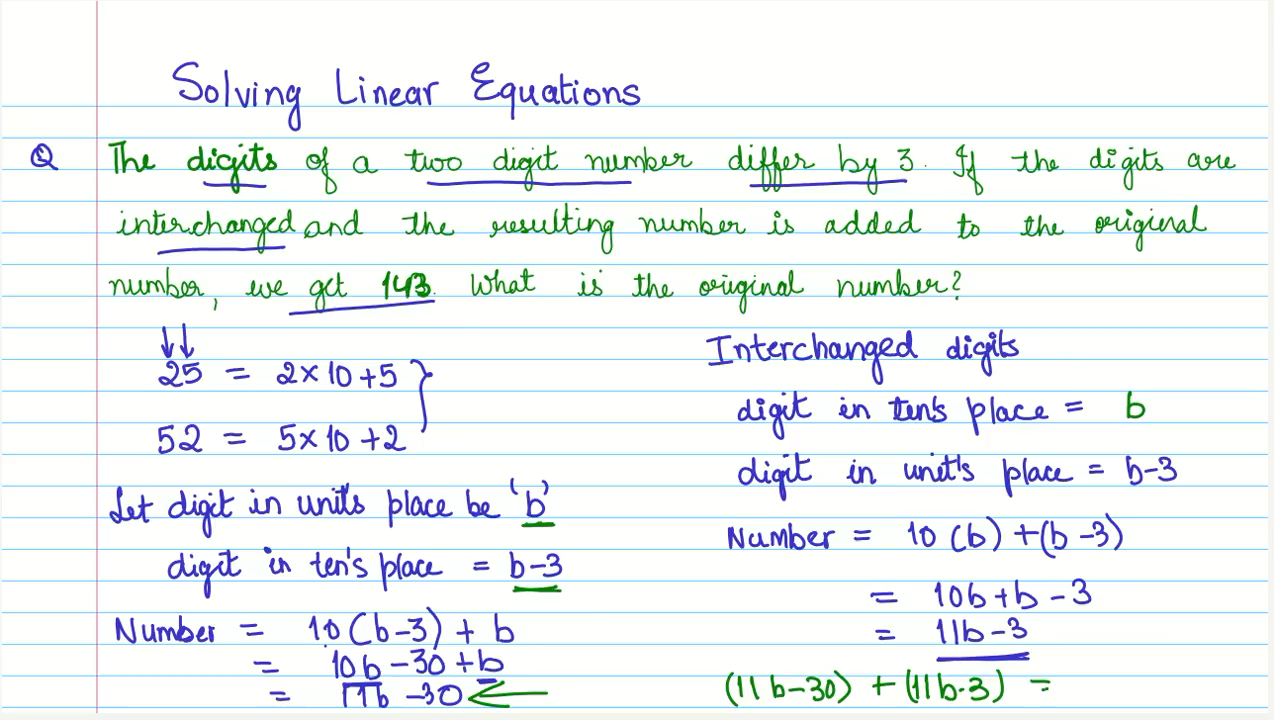 Solving Linear Equations
Q The digits of a two digit number differ by 3. If the digits are
interchanged and the resulting number is added to the original
number, we get 143. What is the original number?
25 = 2×10+5
52 = 5×10+2
Let digit in unit's place be 'b'
digit in ten's place = b-3
Number = 10(b-3) + b
= 10b -30 +b
= 11b -30
Interchanged digits
digit in ten's place = b
digit in unit's place = b-3
Number = 10(b)+(b-3)
= 10b+b-3
= 11b-3
(11b-30) + (11b-3) =